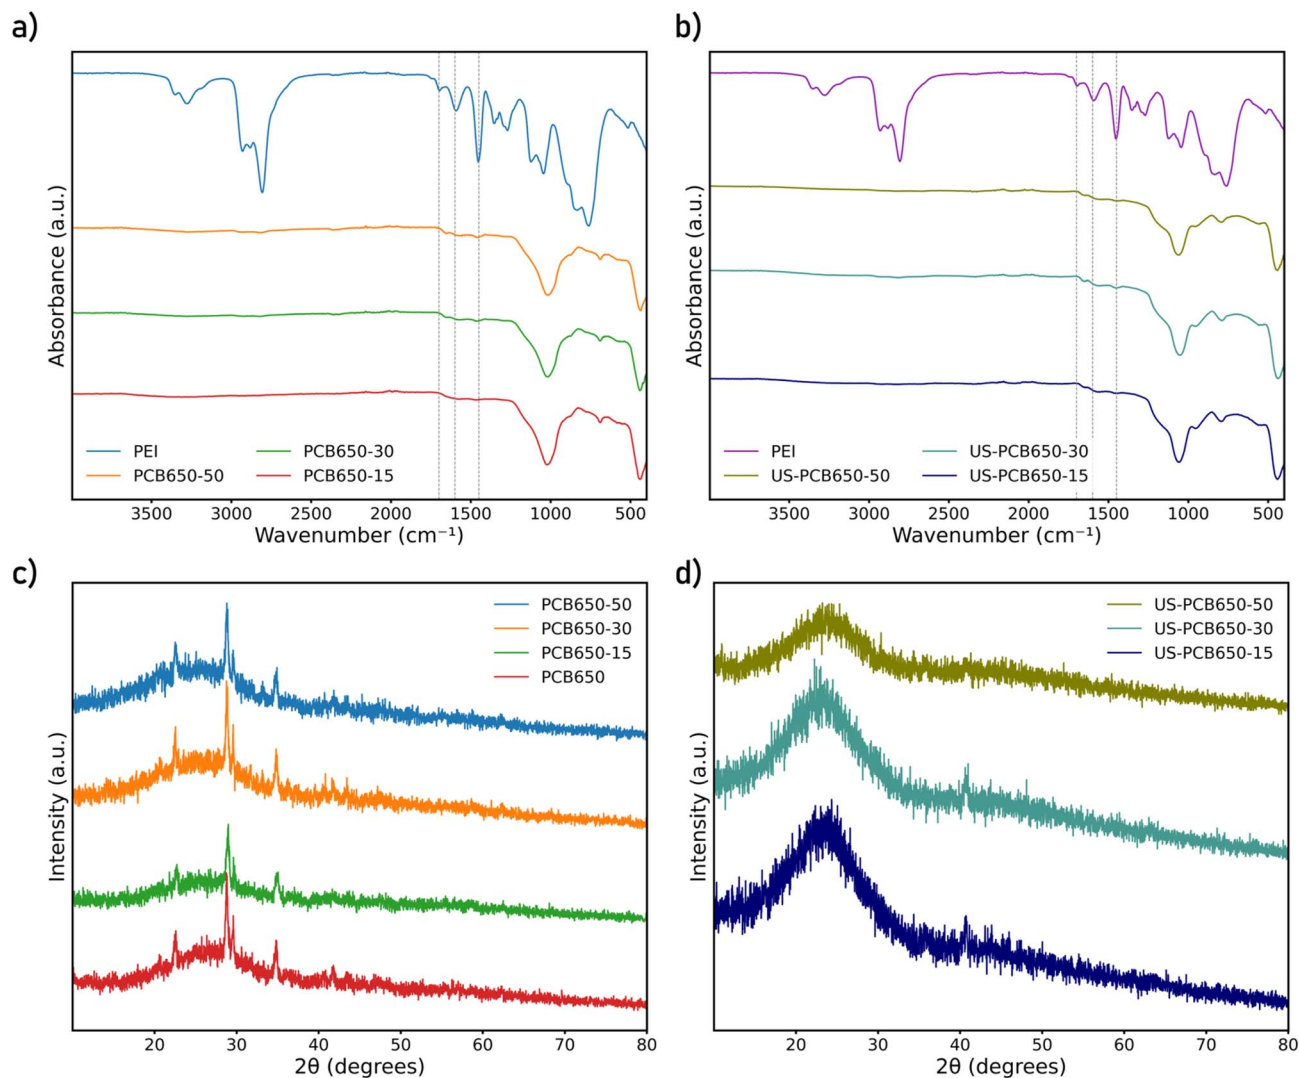 a)
Absorbance (a.u.)
PEI
PCB650-50
PCB650-30
PCB650-15
3500 3000 2500 2000 1500 1000 500
Wavenumber (cm⁻¹)
b)
Absorbance (a.u.)
PEI
US-PCB650-50
US-PCB650-30
US-PCB650-15
3500 3000 2500 2000 1500 1000 500
Wavenumber (cm⁻¹)
c)
Intensity (a.u.)
PCB650-50
PCB650-30
PCB650-15
PCB650
20 30 40 50 60 70 80
2θ (degrees)
d)
Intensity (a.u.)
US-PCB650-50
US-PCB650-30
US-PCB650-15
20 30 40 50 60 70 80
2θ (degrees)